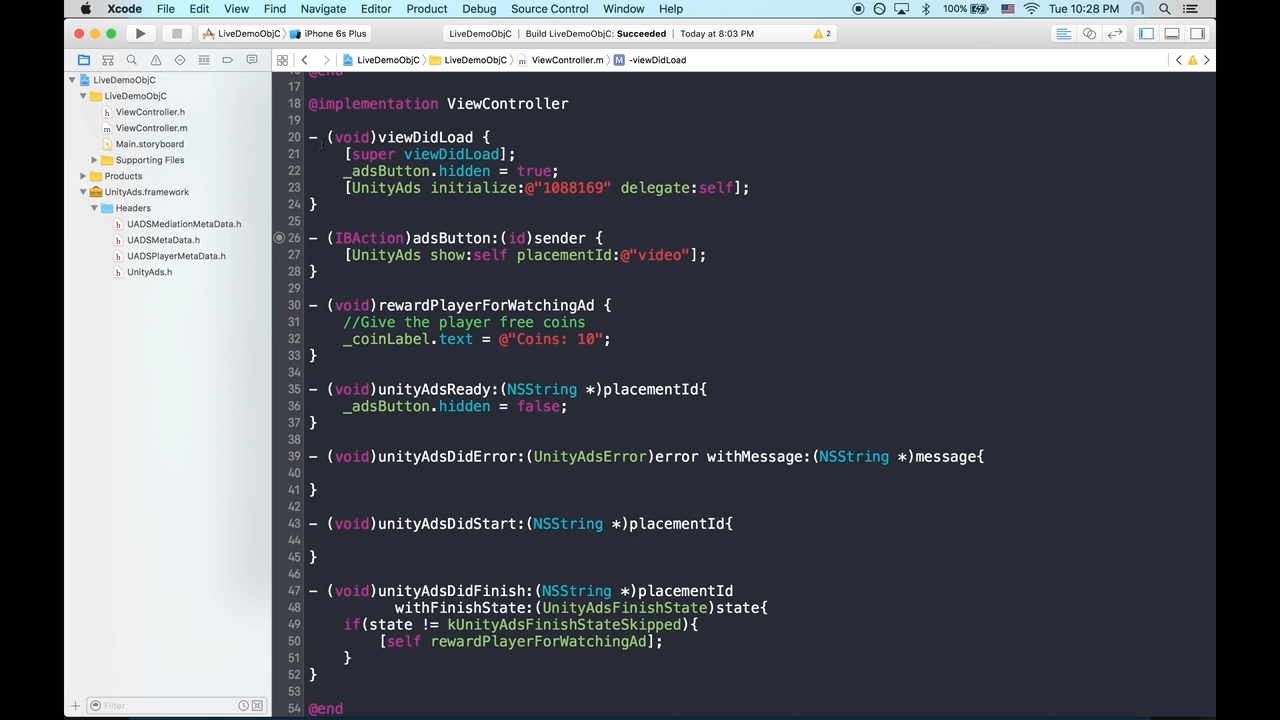 Xcode File Edit View Find Navigate Editor Product Debug Source Control Window Help 100% Tue 10:28 PM
LiveDemoObjC iPhone 6s Plus LiveDemoObjC Build LiveDemoObjC: Succeeded Today at 8:03 PM 2
LiveDemoObjC LiveDemoObjC ViewController.m M -viewDidLoad
LiveDemoObjC
LiveDemoObjC
h ViewController.h
m ViewController.m
Main.storyboard
Supporting Files
Products
UnityAds.framework
Headers
h UADSMediationMetaData.h
h UADSMetaData.h
h UADSPlayerMetaData.h
h UnityAds.h
Filter
@end
17
18 @implementation ViewController
19
20 - (void)viewDidLoad {
21 [super viewDidLoad];
22 _adsButton.hidden = true;
23 [UnityAds initialize:@"1088169" delegate:self];
24 }
25
26 - (IBAction)adsButton:(id)sender {
27 [UnityAds show:self placementId:@"video"];
28 }
29
30 - (void)rewardPlayerForWatchingAd {
31 //Give the player free coins
32 _coinLabel.text = @"Coins: 10";
33 }
34
35 - (void)unityAdsReady:(NSString *)placementId{
36 _adsButton.hidden = false;
37 }
38
39 - (void)unityAdsDidError:(UnityAdsError)error withMessage:(NSString *)message{
40
41 }
42
43 - (void)unityAdsDidStart:(NSString *)placementId{
44
45 }
46
47 - (void)unityAdsDidFinish:(NSString *)placementId
48 withFinishState:(UnityAdsFinishState)state{
49 if(state != kUnityAdsFinishStateSkipped){
50 [self rewardPlayerForWatchingAd];
51 }
52 }
53
54 @end